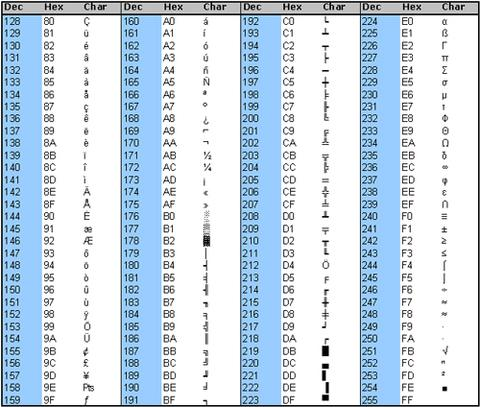 Dec Hex Char Dec Hex Char Dec Hex Char Dec Hex Char
128 80 Ç 160 A0 á 192 C0 └ 224 E0 α
129 81 ü 161 A1 í 193 C1 ┴ 225 E1 ß
130 82 é 162 A2 ó 194 C2 ┬ 226 E2 Γ
131 83 â 163 A3 ú 195 C3 ├ 227 E3 π
132 84 ä 164 A4 ñ 196 C4 ─ 228 E4 Σ
133 85 à 165 A5 Ñ 197 C5 ┼ 229 E5 σ
134 86 å 166 A6 ª 198 C6 ╞ 230 E6 µ
135 87 ç 167 A7 º 199 C7 ╟ 231 E7 τ
136 88 ê 168 A8 ¿ 200 C8 ╚ 232 E8 Φ
137 89 ë 169 A9 ⌐ 201 C9 ╔ 233 E9 Θ
138 8A è 170 AA ¬ 202 CA ╩ 234 EA Ω
139 8B ï 171 AB ½ 203 CB ╦ 235 EB δ
140 8C î 172 AC ¼ 204 CC ╠ 236 EC ∞
141 8D ì 173 AD ¡ 205 CD ═ 237 ED φ
142 8E Ä 174 AE « 206 CE ╬ 238 EE ε
143 8F Å 175 AF » 207 CF ╧ 239 EF ∩
144 90 É 176 B0 ░ 208 D0 ╨ 240 F0 ≡
145 91 æ 177 B1 ▒ 209 D1 ╤ 241 F1 ±
146 92 Æ 178 B2 ▓ 210 D2 ╥ 242 F2 ≥
147 93 ô 179 B3 │ 211 D3 ╙ 243 F3 ≤
148 94 ö 180 B4 ┤ 212 D4 Ô 244 F4 ⌠
149 95 ò 181 B5 ╡ 213 D5 ╒ 245 F5 ⌡
150 96 û 182 B6 ╢ 214 D6 ╓ 246 F6 ÷
151 97 ù 183 B7 ╖ 215 D7 ╫ 247 F7 ≈
152 98 ÿ 184 B8 ╕ 216 D8 ╪ 248 F8 ≈
153 99 Ö 185 B9 ╣ 217 D9 ┘ 249 F9 ·
154 9A Ü 186 BA ║ 218 DA ┌ 250 FA ·
155 9B ¢ 187 BB ╗ 219 DB █ 251 FB √
156 9C £ 188 BC ╝ 220 DC ▄ 252 FC ⁿ
157 9D ¥ 189 BD ╜ 221 DD ▌ 253 FD ²
158 9E Pts 190 BE ╛ 222 DE ▐ 254 FE ■
159 9F ƒ 191 BF ┐ 223 DF ▀ 255 FF